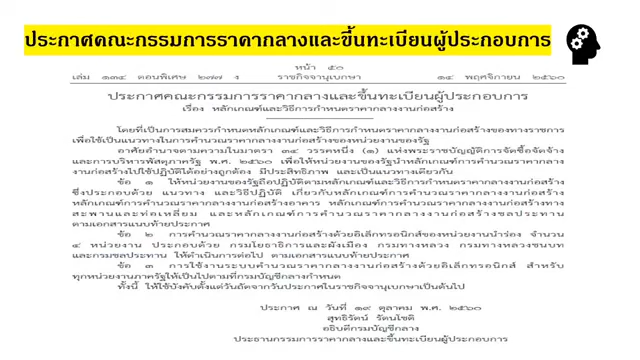 ประกาศคณะกรรมการราคากลางและขึ้นทะเบียนผู้ประกอบการ
หน้า ๕๑
เล่ม ๑๓๔ ตอนพิเศษ ๒๗๗ ง ราชกิจจานุเบกษา ๑๔ พฤศจิกายน ๒๕๖๐
ประกาศคณะกรรมการราคากลางและขึ้นทะเบียนผู้ประกอบการ
เรื่อง หลักเกณฑ์และวิธีการกำหนดราคากลางงานก่อสร้าง
โดยที่เป็นการสมควรกำหนดหลักเกณฑ์และวิธีการกำหนดราคากลางงานก่อสร้างของทางราชการ
เพื่อใช้เป็นแนวทางในการคำนวณราคากลางงานก่อสร้างของหน่วยงานของรัฐ
อาศัยอำนาจตามความในมาตรา ๓๔ วรรคหนึ่ง (๑) แห่งพระราชบัญญัติการจัดซื้อจัดจ้าง
และการบริหารพัสดุภาครัฐ พ.ศ. ๒๕๖๐ เพื่อให้หน่วยงานของรัฐนำหลักเกณฑ์การคำนวณราคากลาง
งานก่อสร้างไปใช้ปฏิบัติได้อย่างถูกต้อง มีประสิทธิภาพ และเป็นแนวทางเดียวกัน
ข้อ ๑ ให้หน่วยงานของรัฐถือปฏิบัติตามหลักเกณฑ์และวิธีการกำหนดราคากลางงานก่อสร้าง
ซึ่งประกอบด้วย แนวทาง และวิธีปฏิบัติ เกี่ยวกับหลักเกณฑ์การคำนวณราคากลางงานก่อสร้าง
หลักเกณฑ์การคำนวณราคากลางงานก่อสร้างอาคาร หลักเกณฑ์การคำนวณราคากลางงานก่อสร้างทาง
สะพานและท่อเหลี่ยม และหลักเกณฑ์การคำนวณราคากลางงานก่อสร้างชลประทาน
ตามเอกสารแนบท้ายประกาศ
ข้อ ๒ การคำนวณราคากลางงานก่อสร้างด้วยอิเล็กทรอนิกส์ของหน่วยงานนำร่อง จำนวน
๔ หน่วยงาน ประกอบด้วย กรมโยธาธิการและผังเมือง กรมทางหลวง กรมทางหลวงชนบท
และกรมชลประทาน ให้ดำเนินการต่อไป ตามเอกสารแนบท้ายประกาศ
ข้อ ๓ การใช้งานระบบคำนวณราคากลางงานก่อสร้างด้วยอิเล็กทรอนิกส์ สำหรับ
ทุกหน่วยงานภาครัฐให้เป็นไปตามที่กรมบัญชีกลางกำหนด
ทั้งนี้ ให้ใช้บังคับตั้งแต่วันถัดจากวันประกาศในราชกิจจานุเบกษาเป็นต้นไป
ประกาศ ณ วันที่ ๑๙ ตุลาคม พ.ศ. ๒๕๖๐
สุทธิรัตน์ รัตนโชติ
อธิบดีกรมบัญชีกลาง
ประธานกรรมการราคากลางและขึ้นทะเบียนผู้ประกอบการ